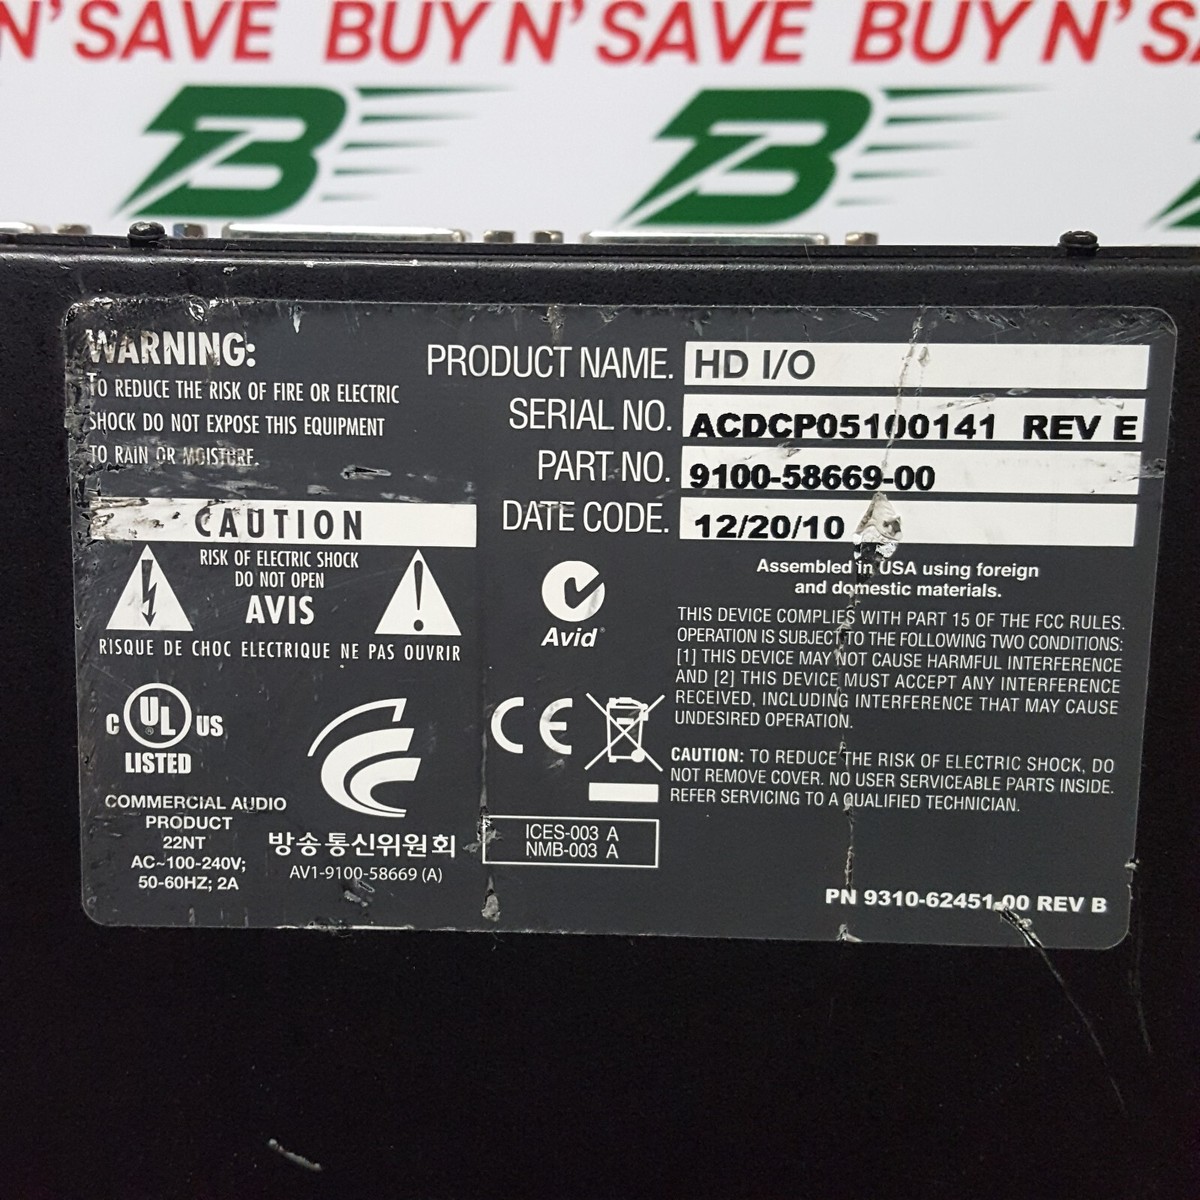 N'SAVE BUY N'SAVE BUY N'S
WARNING:
TO REDUCE THE RISK OF FIRE OR ELECTRIC
SHOCK DO NOT EXPOSE THIS EQUIPMENT
TO RAIN OR MOISTURE.
CAUTION
RISK OF ELECTRIC SHOCK
DO NOT OPEN
AVIS
RISQUE DE CHOC ELECTRIQUE NE PAS OUVRIR
C UL ® US
LISTED
COMMERCIAL AUDIO
PRODUCT
22NT
AC~100-240V;
50-60HZ; 2A
방송통신위원회
AV1-9100-58669 (A)
PRODUCT NAME. HD I/O
SERIAL NO. ACDCP05100141 REV E
PART NO. 9100-58669-00
DATE CODE. 12/20/10
Avid
CE
ICES-003 A
NMB-003 A
Assembled in USA using foreign
and domestic materials.
THIS DEVICE COMPLIES WITH PART 15 OF THE FCC RULES.
OPERATION IS SUBJECT TO THE FOLLOWING TWO CONDITIONS:
[1] THIS DEVICE MAY NOT CAUSE HARMFUL INTERFERENCE
AND [2] THIS DEVICE MUST ACCEPT ANY INTERFERENCE
RECEIVED, INCLUDING INTERFERENCE THAT MAY CAUSE
UNDESIRED OPERATION.
CAUTION: TO REDUCE THE RISK OF ELECTRIC SHOCK, DO
NOT REMOVE COVER. NO USER SERVICEABLE PARTS INSIDE.
REFER SERVICING TO A QUALIFIED TECHNICIAN.
PN 9310-62451-00 REV B